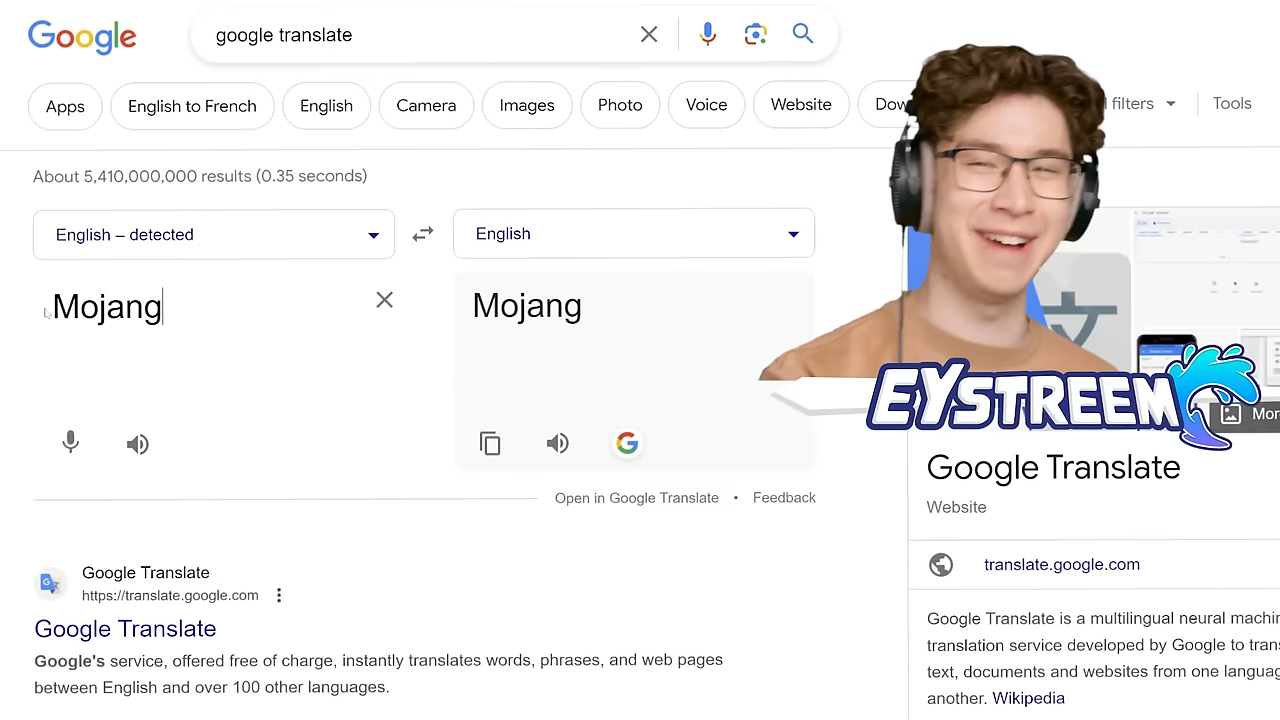 Google
google translate
Apps
English to French
English
Camera
Images
Photo
Voice
Website
filters
Tools
About 5,410,000,000 results (0.35 seconds)
English – detected
English
Mojang
Mojang
EYSTREEM
Open in Google Translate • Feedback
Google Translate
Website
translate.google.com
Google Translate
https://translate.google.com
Google Translate
Google's service, offered free of charge, instantly translates words, phrases, and web pages
between English and over 100 other languages.
Google Translate is a multilingual neural
translation service developed by Google to
text, documents and websites from one
another. Wikipedia